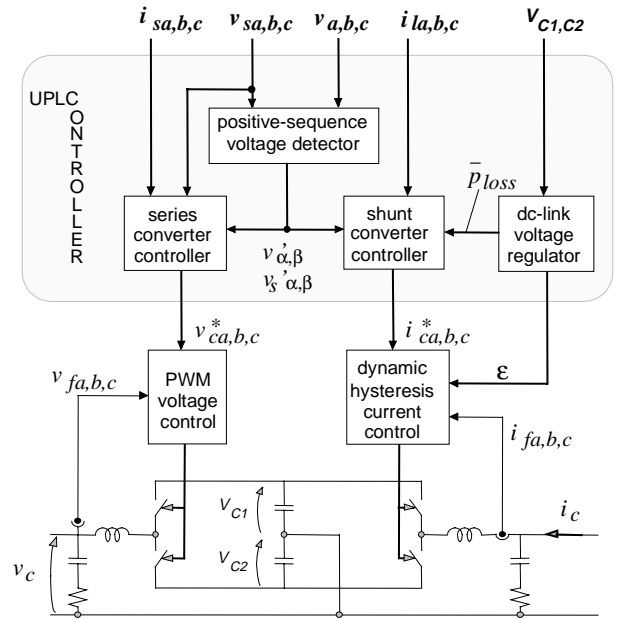 i sa,b,c
v sa,b,c
v a,b,c
i la,b,c
V C1,C2
UPLC
CONTROLLER
positive-sequence
voltage detector
p̄ loss
series
converter
controller
shunt
converter
controller
dc-link
voltage
regulator
v'α,β
v s'α,β
v*ca,b,c
i*ca,b,c
v fa,b,c
PWM
voltage
control
dynamic
hysteresis
current
control
ε
i fa,b,c
V C1
V C2
v c
i c